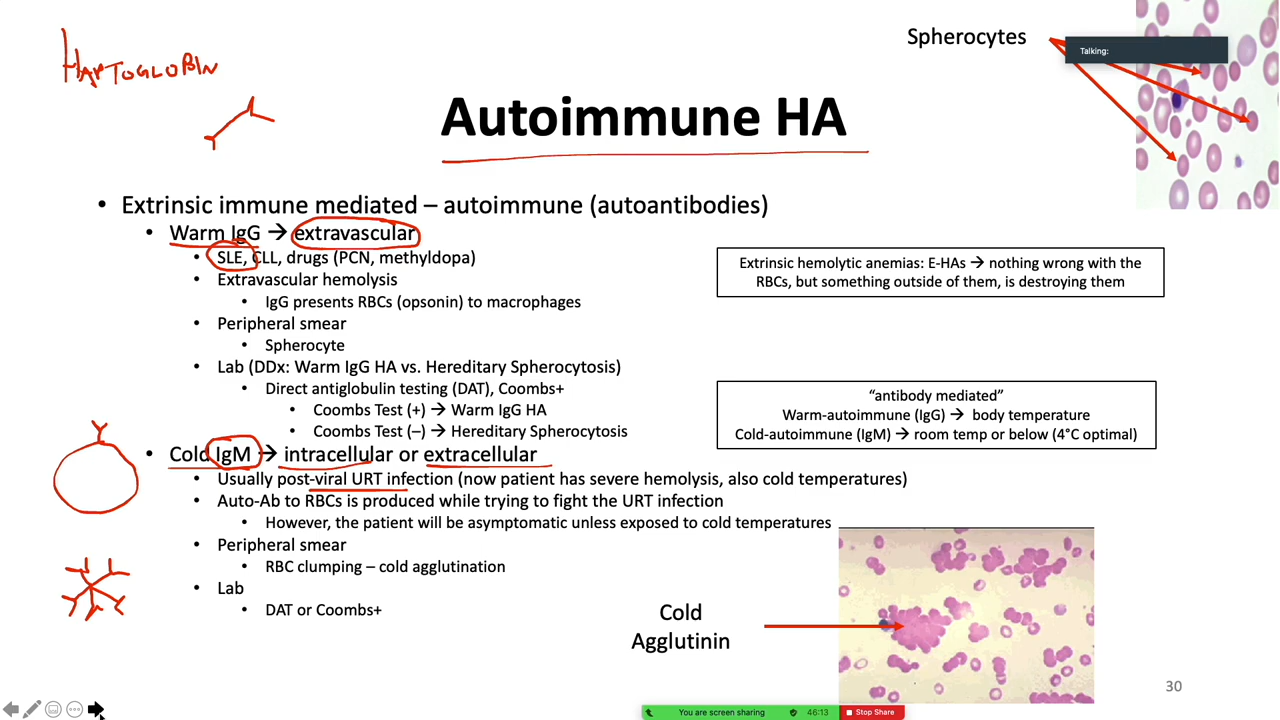 HAPTOGLOBIN
Spherocytes
Talking:
Autoimmune HA
• Extrinsic immune mediated – autoimmune (autoantibodies)
• Warm IgG → extravascular
• SLE, CLL, drugs (PCN, methyldopa)
• Extravascular hemolysis
• IgG presents RBCs (opsonin) to macrophages
• Peripheral smear
• Spherocyte
• Lab (DDx: Warm IgG HA vs. Hereditary Spherocytosis)
• Direct antiglobulin testing (DAT), Coombs+
• Coombs Test (+) → Warm IgG HA
• Coombs Test (–) → Hereditary Spherocytosis
• Cold IgM → intracellular or extracellular
• Usually post-viral URT infection (now patient has severe hemolysis, also cold temperatures)
• Auto-Ab to RBCs is produced while trying to fight the URT infection
• However, the patient will be asymptomatic unless exposed to cold temperatures
• Peripheral smear
• RBC clumping – cold agglutination
• Lab
• DAT or Coombs+
Extrinsic hemolytic anemias: E-HAs → nothing wrong with the
RBCs, but something outside of them, is destroying them
“antibody mediated”
Warm-autoimmune (IgG) → body temperature
Cold-autoimmune (IgM) → room temp or below (4°C optimal)
Cold
Agglutinin
30
You are screen sharing 46:13 Stop Share